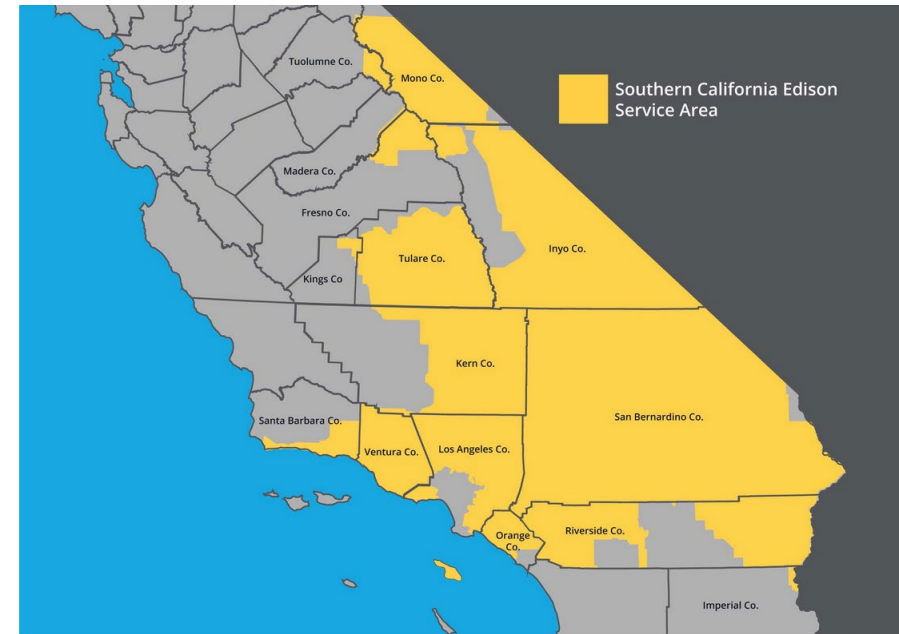 Tuolumne Co.
Mono Co.
Southern California Edison
Service Area
Madera Co.
Fresno Co.
Inyo Co.
Tulare Co.
Kings Co
Kern Co.
San Bernardino Co.
Santa Barbara Co.
Ventura Co.
Los Angeles Co.
Riverside Co.
Orange
Co.
Imperial Co.